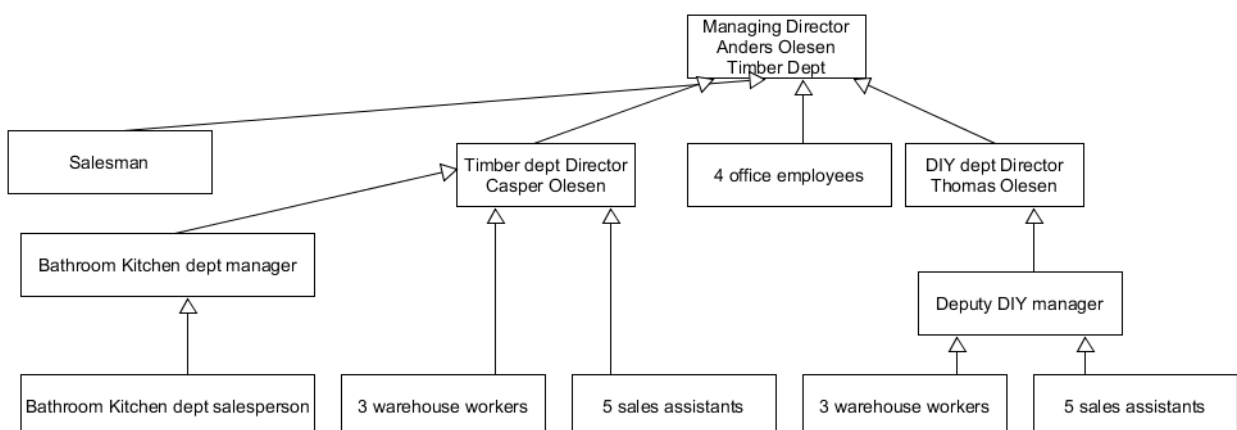 Managing Director
Anders Olesen
Timber Dept
Salesman
Timber dept Director
Casper Olesen
4 office employees
DIY dept Director
Thomas Olesen
Bathroom Kitchen dept manager
Deputy DIY manager
Bathroom Kitchen dept salesperson
3 warehouse workers
5 sales assistants
3 warehouse workers
5 sales assistants